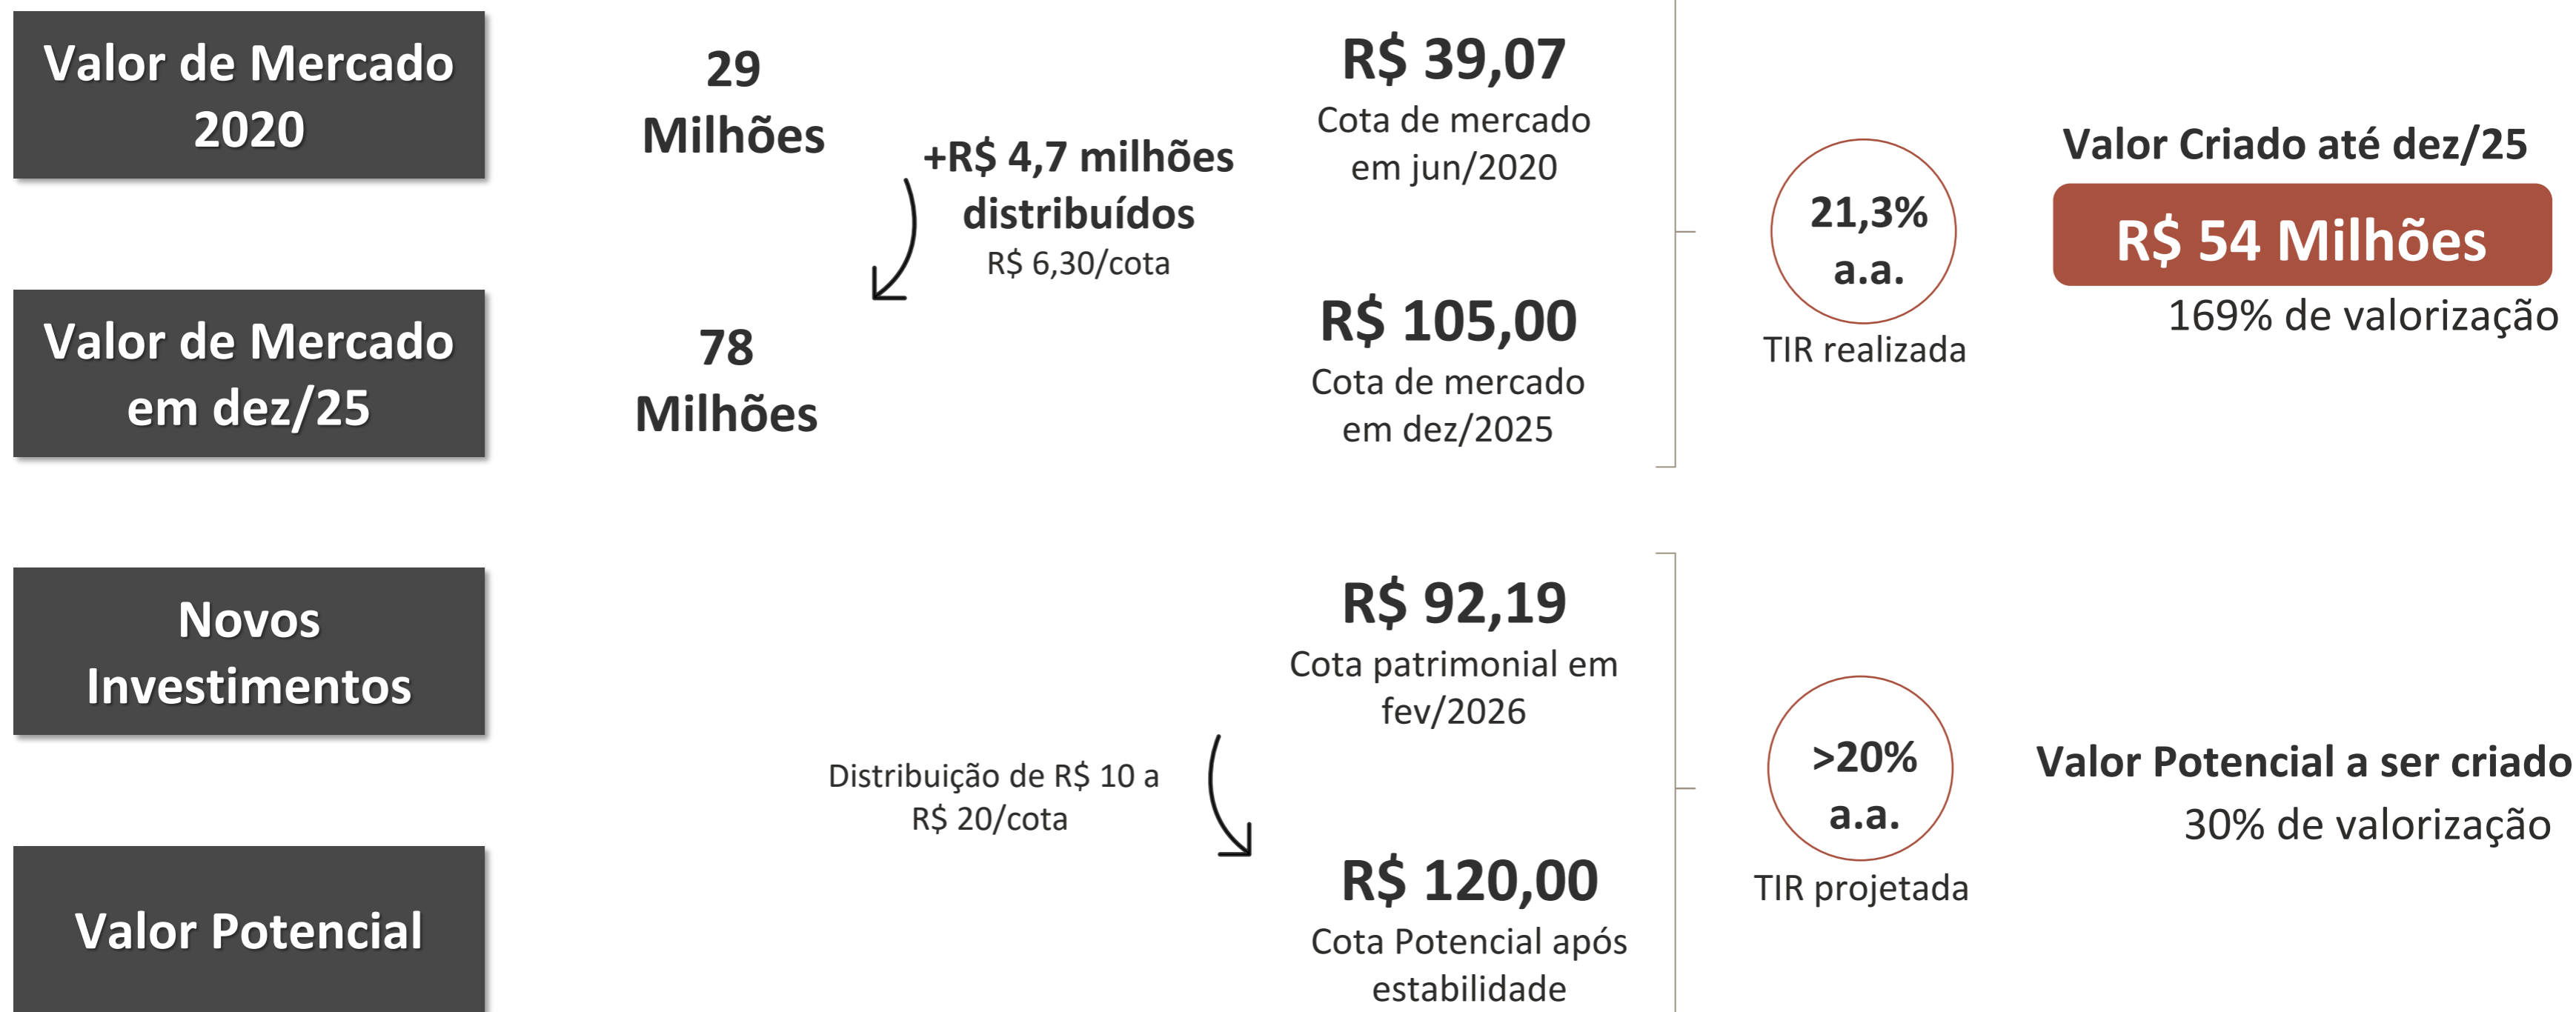 Valor de Mercado
2020
29
Milhões
+R$ 4,7 milhões
distribuídos
R$ 6,30/cota
R$ 39,07
Cota de mercado
em jun/2020
Valor de Mercado
em dez/25
78
Milhões
R$ 105,00
Cota de mercado
em dez/2025
21,3%
a.a.
TIR realizada
Valor Criado até dez/25
R$ 54 Milhões
169% de valorização
Novos
Investimentos
R$ 92,19
Cota patrimonial em
fev/2026
Distribuição de R$ 10 a
R$ 20/cota
Valor Potencial
R$ 120,00
Cota Potencial após
estabilidade
>20%
a.a.
TIR projetada
Valor Potencial a ser criado
30% de valorização